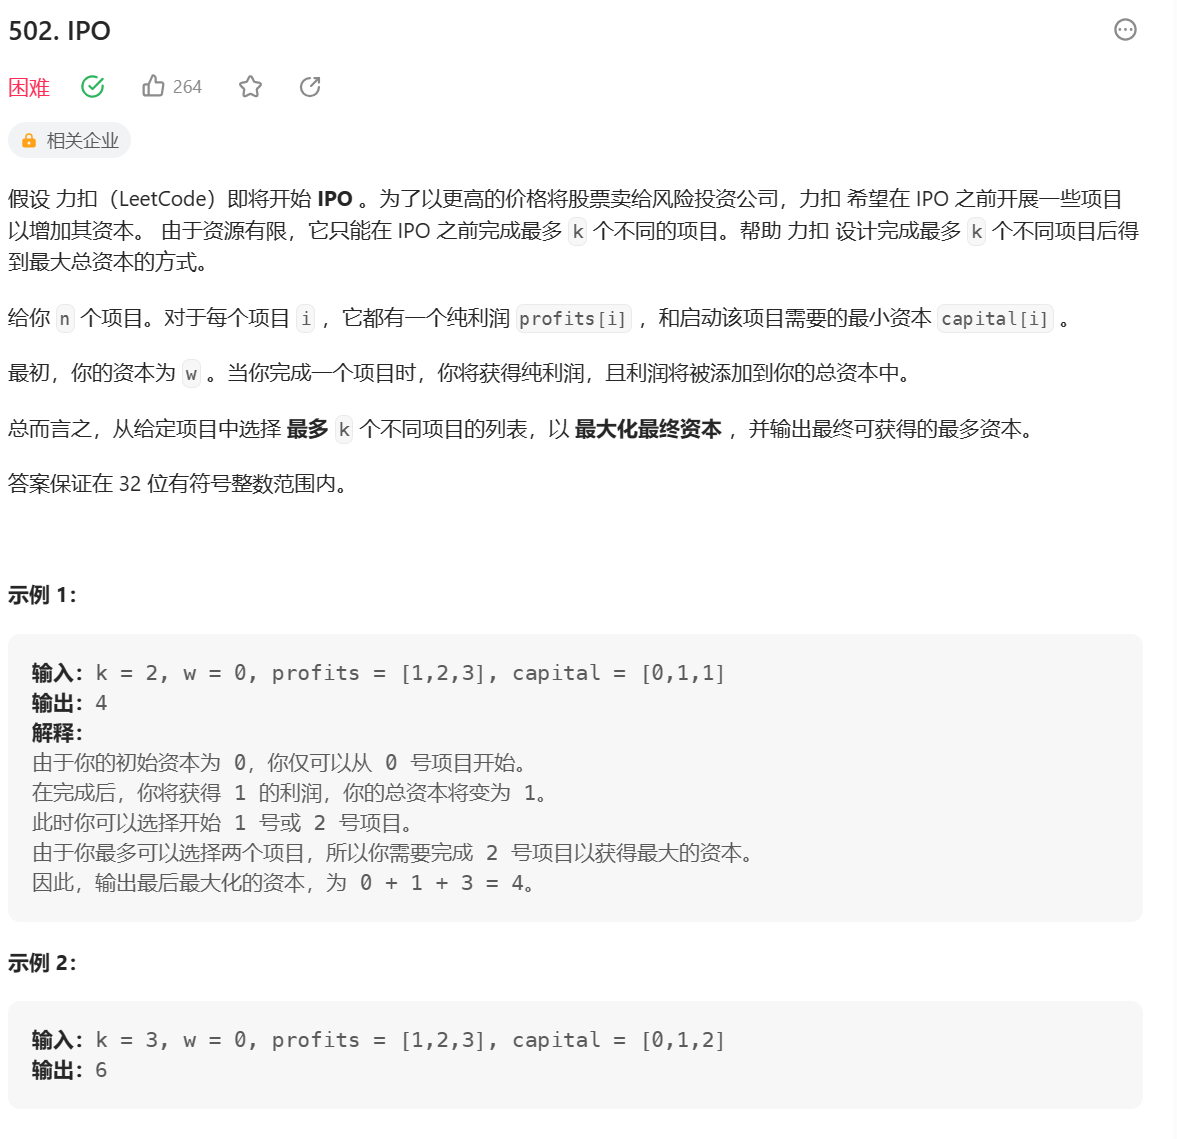 502. IPO
困难 264
相关企业
假设 力扣（LeetCode）即将开始 IPO 。为了以更高的价格将股票卖给风险投资公司，力扣 希望在 IPO 之前开展一些项目
以增加其资本。 由于资源有限，它只能在 IPO 之前完成最多 k 个不同的项目。帮助 力扣 设计完成最多 k 个不同项目后得
到最大总资本的方式。
给你 n 个项目。对于每个项目 i ，它都有一个纯利润 profits[i] ，和启动该项目需要的最小资本 capital[i] 。
最初，你的资本为 w 。当你完成一个项目时，你将获得纯利润，且利润将被添加到你的总资本中。
总而言之，从给定项目中选择 最多 k 个不同项目的列表，以 最大化最终资本 ，并输出最终可获得的最多资本。
答案保证在 32 位有符号整数范围内。
示例 1：
输入：k = 2, w = 0, profits = [1,2,3], capital = [0,1,1]
输出：4
解释：
由于你的初始资本为 0，你仅可以从 0 号项目开始。
在完成后，你将获得 1 的利润，你的总资本将变为 1。
此时你可以选择开始 1 号或 2 号项目。
由于你最多可以选择两个项目，所以你需要完成 2 号项目以获得最大的资本。
因此，输出最后最大化的资本，为 0 + 1 + 3 = 4。
示例 2：
输入：k = 3, w = 0, profits = [1,2,3], capital = [0,1,2]
输出：6